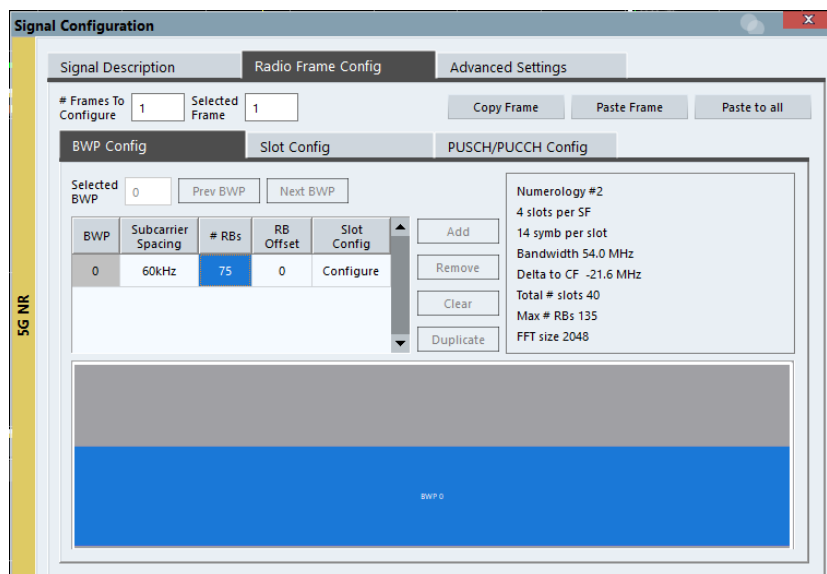 Signal Configuration
5G NR
Signal Description Radio Frame Config Advanced Settings
# Frames To Configure 1 Selected Frame 1 Copy Frame Paste Frame Paste to all
BWP Config Slot Config PUSCH/PUCCH Config
Selected BWP 0 Prev BWP Next BWP
BWP Subcarrier Spacing # RBs RB Offset Slot Config
0 60kHz 75 0 Configure
Add
Remove
Clear
Duplicate
Numerology #2
4 slots per SF
14 symb per slot
Bandwidth 54.0 MHz
Delta to CF -21.6 MHz
Total # slots 40
Max # RBs 135
FFT size 2048
BWP 0